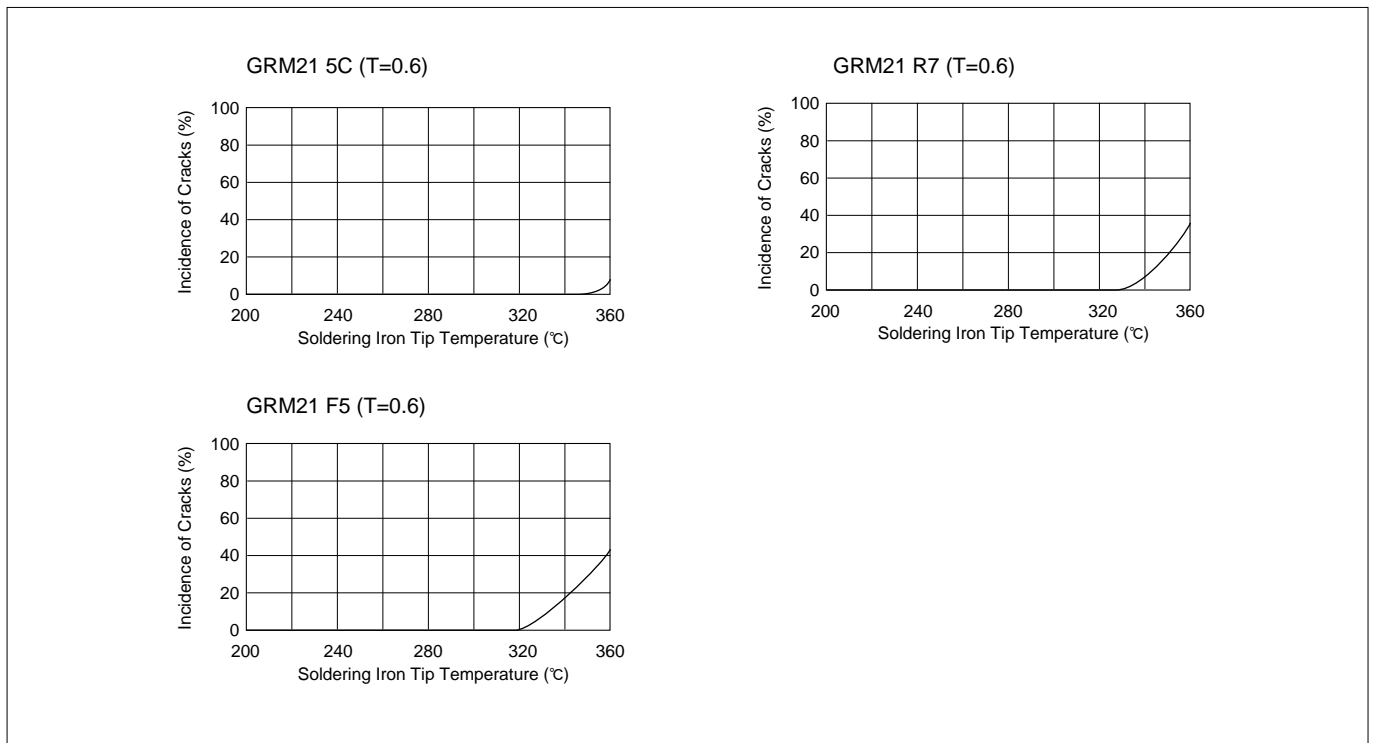 GRM21 5C (T=0.6)
Incidence of Cracks (%)
100
80
60
40
20
0
200 240 280 320 360
Soldering Iron Tip Temperature (℃)
GRM21 R7 (T=0.6)
Incidence of Cracks (%)
100
80
60
40
20
0
200 240 280 320 360
Soldering Iron Tip Temperature (℃)
GRM21 F5 (T=0.6)
Incidence of Cracks (%)
100
80
60
40
20
0
200 240 280 320 360
Soldering Iron Tip Temperature (℃)